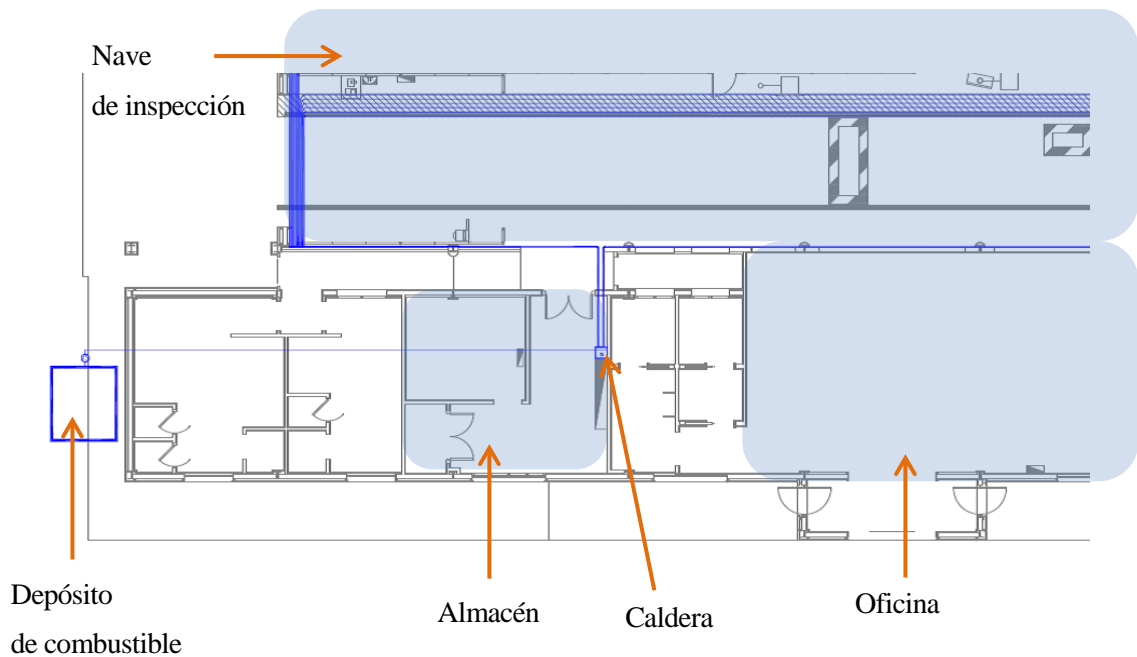 Nave
de inspección
Depósito
de combustible
Almacén
Caldera
Oficina